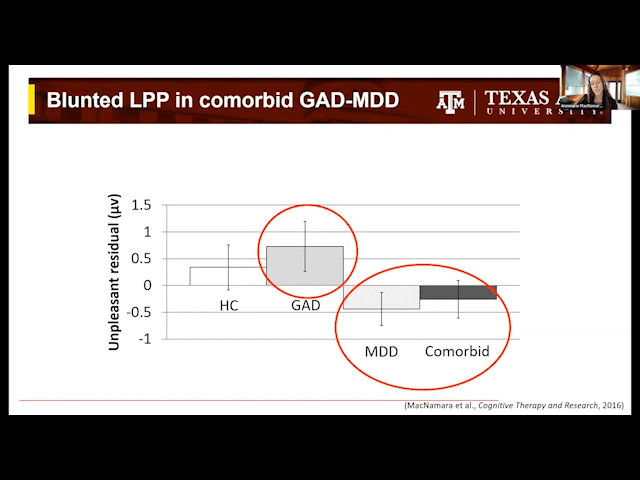 Blunted LPP in comorbid GAD-MDD
A&M
TEXAS A
UNIVERSITY
Annmarie MacNamar
Unpleasant residual (µv)
1.5
1
0.5
0
-0.5
-1
HC
GAD
MDD
Comorbid
(MacNamara et al., Cognitive Therapy and Research, 2016)